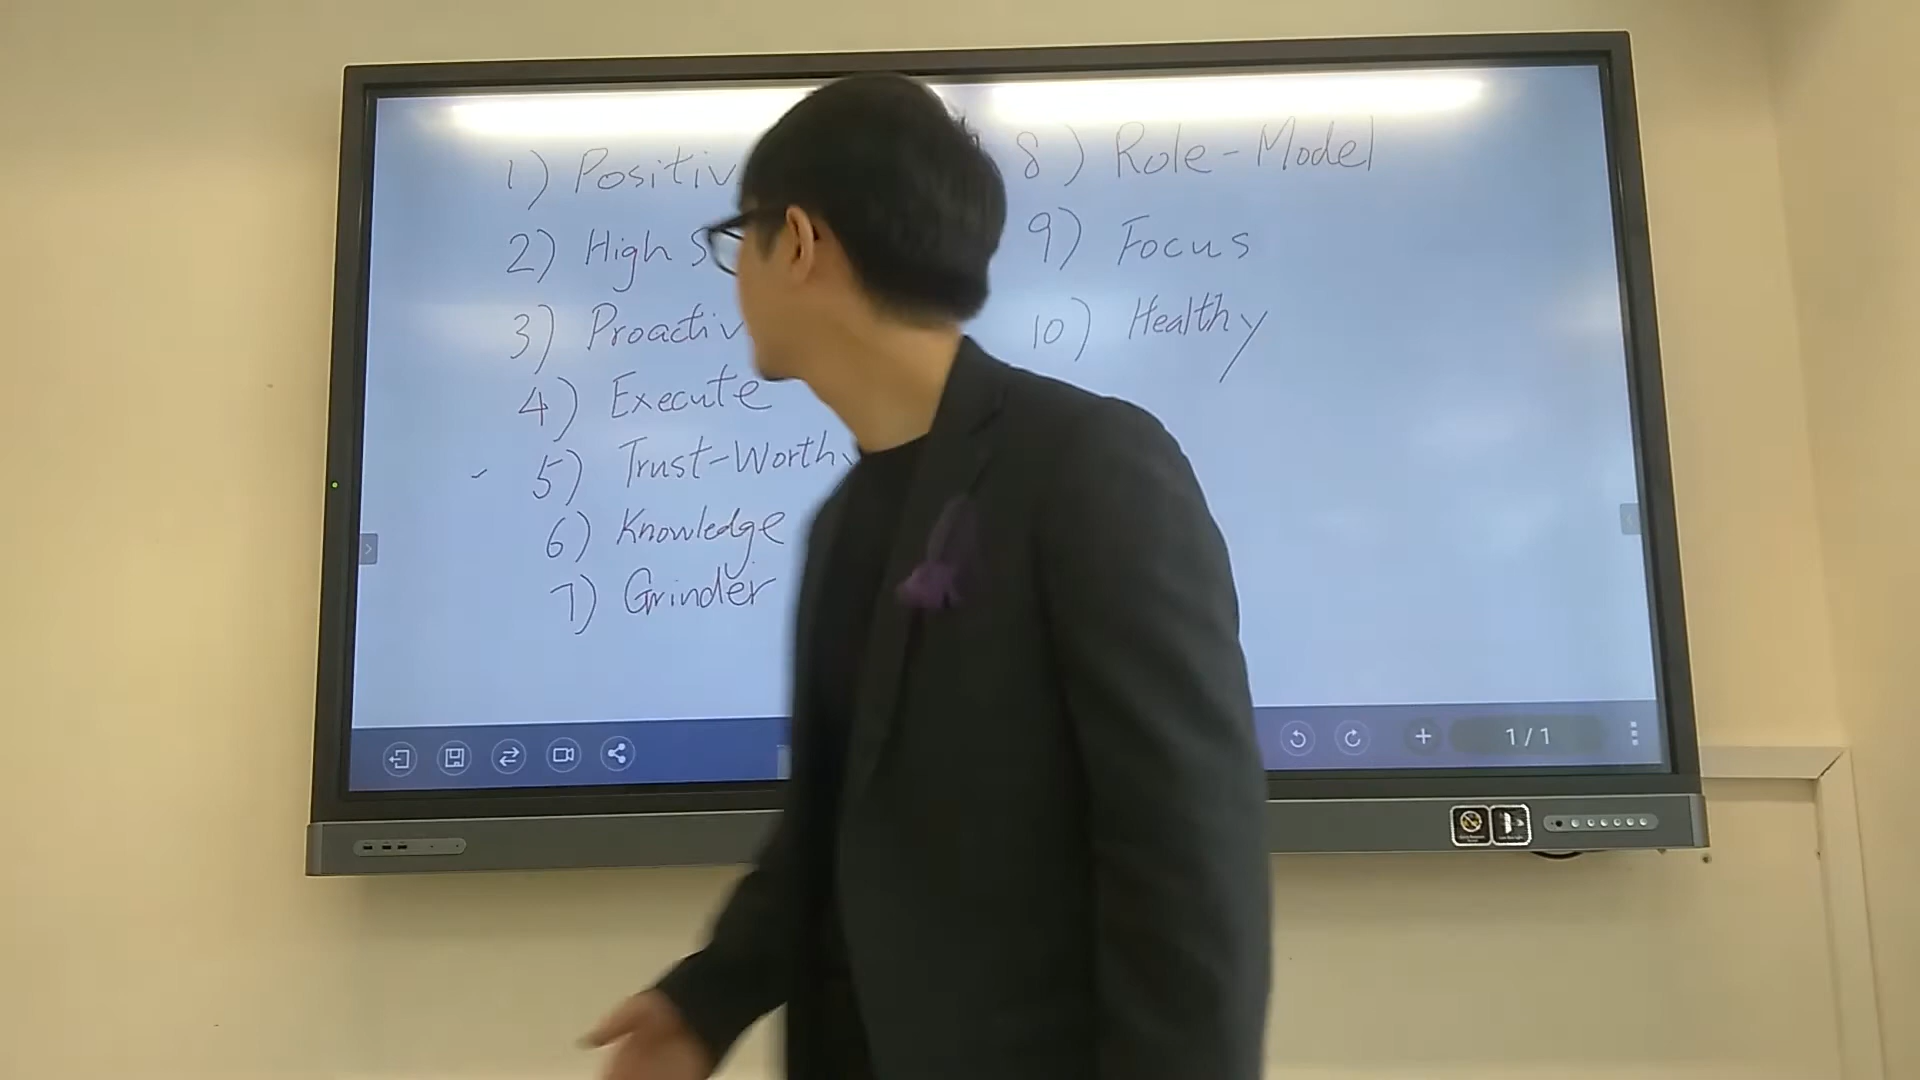 1) Positiv
2) High S
3) Proactiv
4) Execute
5) Trust-Worthy
6) Knowledge
7) Grinder
8) Role-Model
9) Focus
10) Healthy
1/1